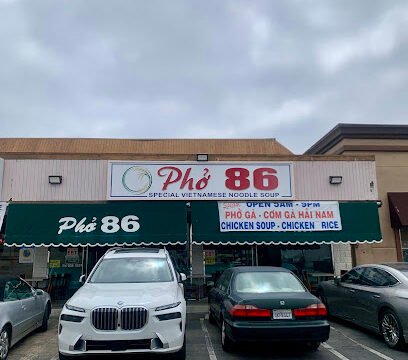 Phở 86
SPECIAL VIETNAMESE NOODLE SOUP
Phở 86
OPEN 5AM - 9PM
PHỞ GÀ - CƠM GÀ HẢI NAM
CHICKEN SOUP - CHICKEN RICE